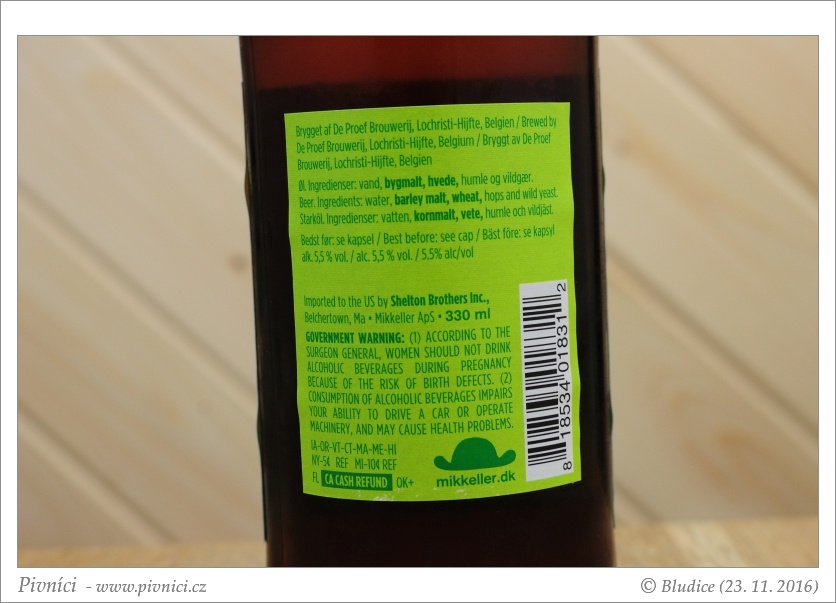 Brygget af De Proef Brouwerij, Lochristi-Hijfte, Belgien / Brewed by
De Proef Brouwerij, Lochristi-Hijfte, Belgium / Bryggt av De Proef
Brouwerij, Lochristi-Hijfte, Belgien
Øl. Ingredienser: vand, bygmalt, hvede, humle og vildgær.
Beer. Ingredients: water, barley malt, wheat, hops and wild yeast.
Starköl. Ingredienser: vatten, kornmalt, vete, humle och vildjäst.
Bedst før: se kapsel / Best before: see cap / Bäst före: se kapsyl
alk. 5,5 % vol. / alc. 5,5 % vol. / 5.5% alc/vol
Imported to the US by Shelton Brothers Inc.,
Belchertown, Ma • Mikkeller ApS • 330 ml
GOVERNMENT WARNING: (1) ACCORDING TO THE
SURGEON GENERAL, WOMEN SHOULD NOT DRINK
ALCOHOLIC BEVERAGES DURING PREGNANCY
BECAUSE OF THE RISK OF BIRTH DEFECTS. (2)
CONSUMPTION OF ALCOHOLIC BEVERAGES IMPAIRS
YOUR ABILITY TO DRIVE A CAR OR OPERATE
MACHINERY, AND MAY CAUSE HEALTH PROBLEMS.
IA-OR-VT-CT-MA-ME-HI
NY-5¢ REF MI-10¢ REF
FL CA CASH REFUND OK+
mikkeller.dk
8 18534 01831 2
Pivníci - www.pivnici.cz
© Bludice (23. 11. 2016)